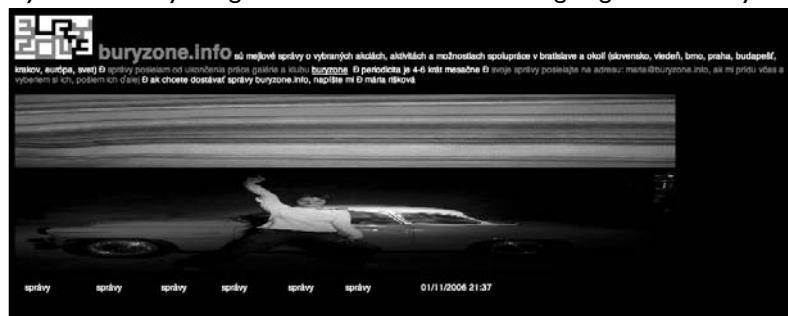 BURY
ZONE
buryzone.info sú mejlové správy o vybraných akciách, aktivitách a možnostiach spolupráce v bratislave a okolí (slovensko, viedeň, brno, praha, budapešť,
krakov, európa, svet) Ð správy posielam od ukončenia práce galérie a klubu buryzone Ð periodicita je 4-6 krát mesačne Ð svoje správy posielajte na adresu: maria@buryzone.info, ak mi prídu včas a
vyberiem si ich, pošlem ich ďalej Ð ak chcete dostávať správy buryzone.info, napíšte mi Ð mária rišková
správy správy správy správy správy správy 01/11/2006 21:37